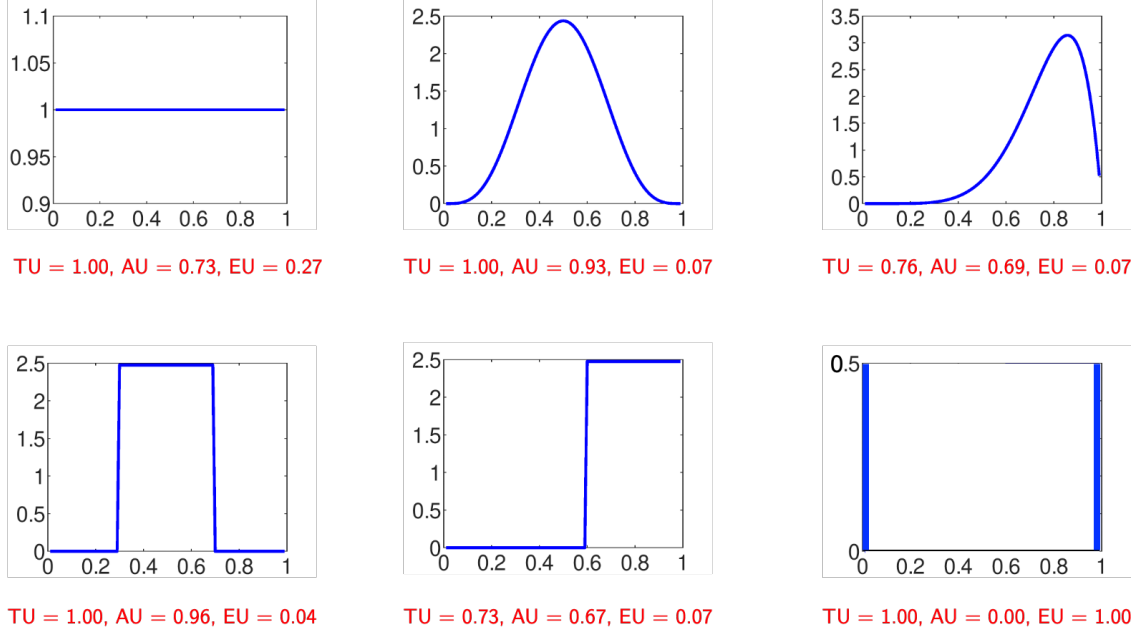 1.1
1.05
1
0.95
0.9
0 0.2 0.4 0.6 0.8 1
TU = 1.00, AU = 0.73, EU = 0.27
2.5
2
1.5
1
0.5
0
0 0.2 0.4 0.6 0.8 1
TU = 1.00, AU = 0.93, EU = 0.07
3.5
3
2.5
2
1.5
1
0.5
0
0 0.2 0.4 0.6 0.8 1
TU = 0.76, AU = 0.69, EU = 0.07
2.5
2
1.5
1
0.5
0
0 0.2 0.4 0.6 0.8 1
TU = 1.00, AU = 0.96, EU = 0.04
2.5
2
1.5
1
0.5
0
0 0.2 0.4 0.6 0.8 1
TU = 0.73, AU = 0.67, EU = 0.07
0.5
0
0 0.2 0.4 0.6 0.8 1
TU = 1.00, AU = 0.00, EU = 1.00